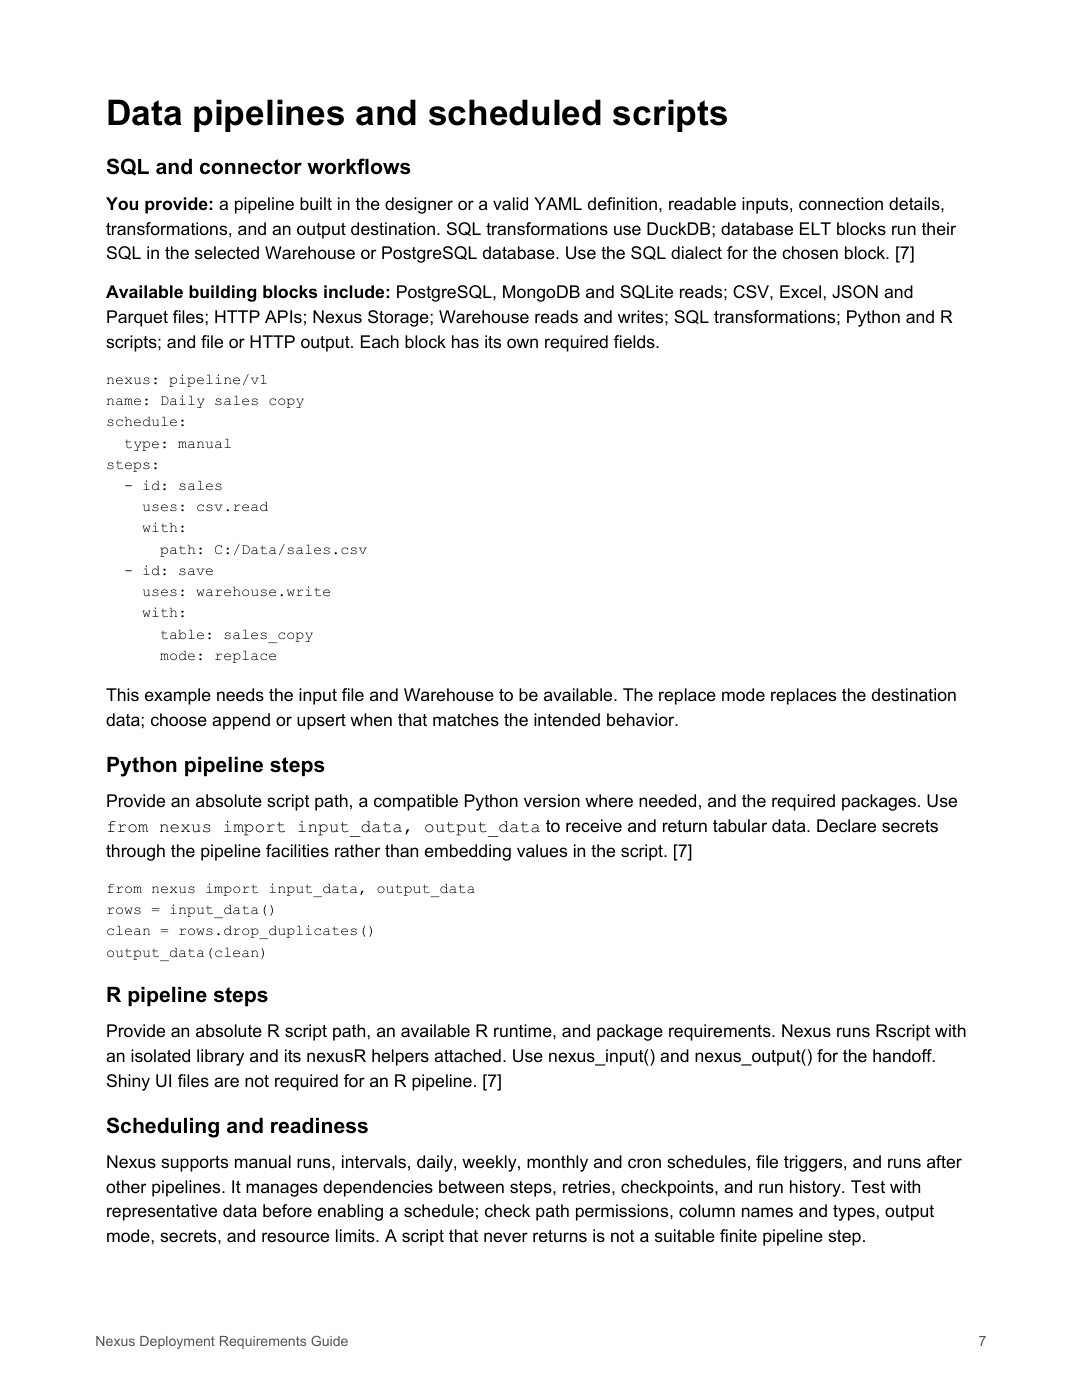 Data pipelines and scheduled scripts
SQL and connector workflows
You provide: a pipeline built in the designer or a valid YAML definition, readable inputs, connection details,
transformations, and an output destination. SQL transformations use DuckDB; database ELT blocks run their
SQL in the selected Warehouse or PostgreSQL database. Use the SQL dialect for the chosen block. [7]
Available building blocks include: PostgreSQL, MongoDB and SQLite reads; CSV, Excel, JSON and
Parquet files; HTTP APIs; Nexus Storage; Warehouse reads and writes; SQL transformations; Python and R
scripts; and file or HTTP output. Each block has its own required fields.
nexus: pipeline/v1
name: Daily sales copy
schedule:
  type: manual
steps:
  - id: sales
    uses: csv.read
    with:
      path: C:/Data/sales.csv
  - id: save
    uses: warehouse.write
    with:
      table: sales_copy
      mode: replace
This example needs the input file and Warehouse to be available. The replace mode replaces the destination
data; choose append or upsert when that matches the intended behavior.
Python pipeline steps
Provide an absolute script path, a compatible Python version where needed, and the required packages. Use
from nexus import input_data, output_data to receive and return tabular data. Declare secrets
through the pipeline facilities rather than embedding values in the script. [7]
from nexus import input_data, output_data
rows = input_data()
clean = rows.drop_duplicates()
output_data(clean)
R pipeline steps
Provide an absolute R script path, an available R runtime, and package requirements. Nexus runs Rscript with
an isolated library and its nexusR helpers attached. Use nexus_input() and nexus_output() for the handoff.
Shiny UI files are not required for an R pipeline. [7]
Scheduling and readiness
Nexus supports manual runs, intervals, daily, weekly, monthly and cron schedules, file triggers, and runs after
other pipelines. It manages dependencies between steps, retries, checkpoints, and run history. Test with
representative data before enabling a schedule; check path permissions, column names and types, output
mode, secrets, and resource limits. A script that never returns is not a suitable finite pipeline step.
Nexus Deployment Requirements Guide
7